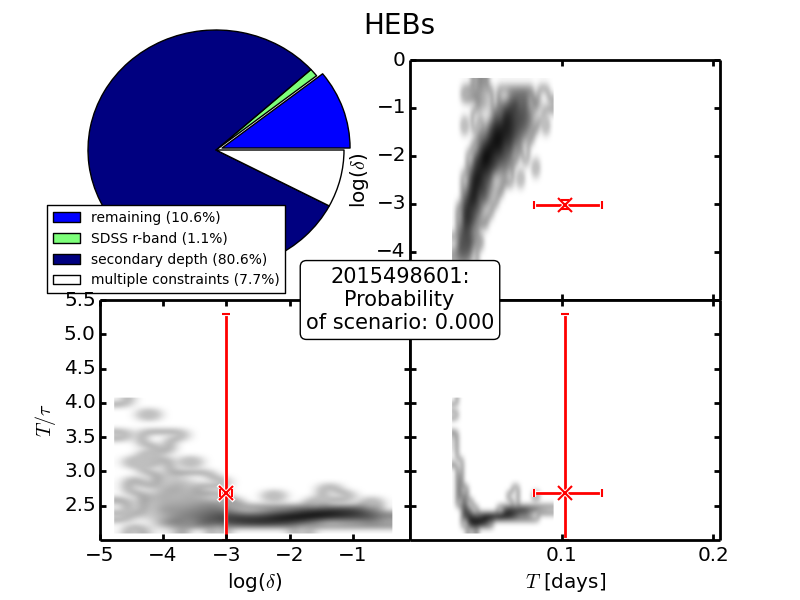 HEBs
remaining (10.6%)
SDSS r-band (1.1%)
secondary depth (80.6%)
multiple constraints (7.7%)
0
−1
−2
−3
−4
log(δ)
2015498601:
Probability
of scenario: 0.000
5.5
5.0
4.5
4.0
3.5
3.0
2.5
T/τ
−5 −4 −3 −2 −1
log(δ)
0.1 0.2
T [days]